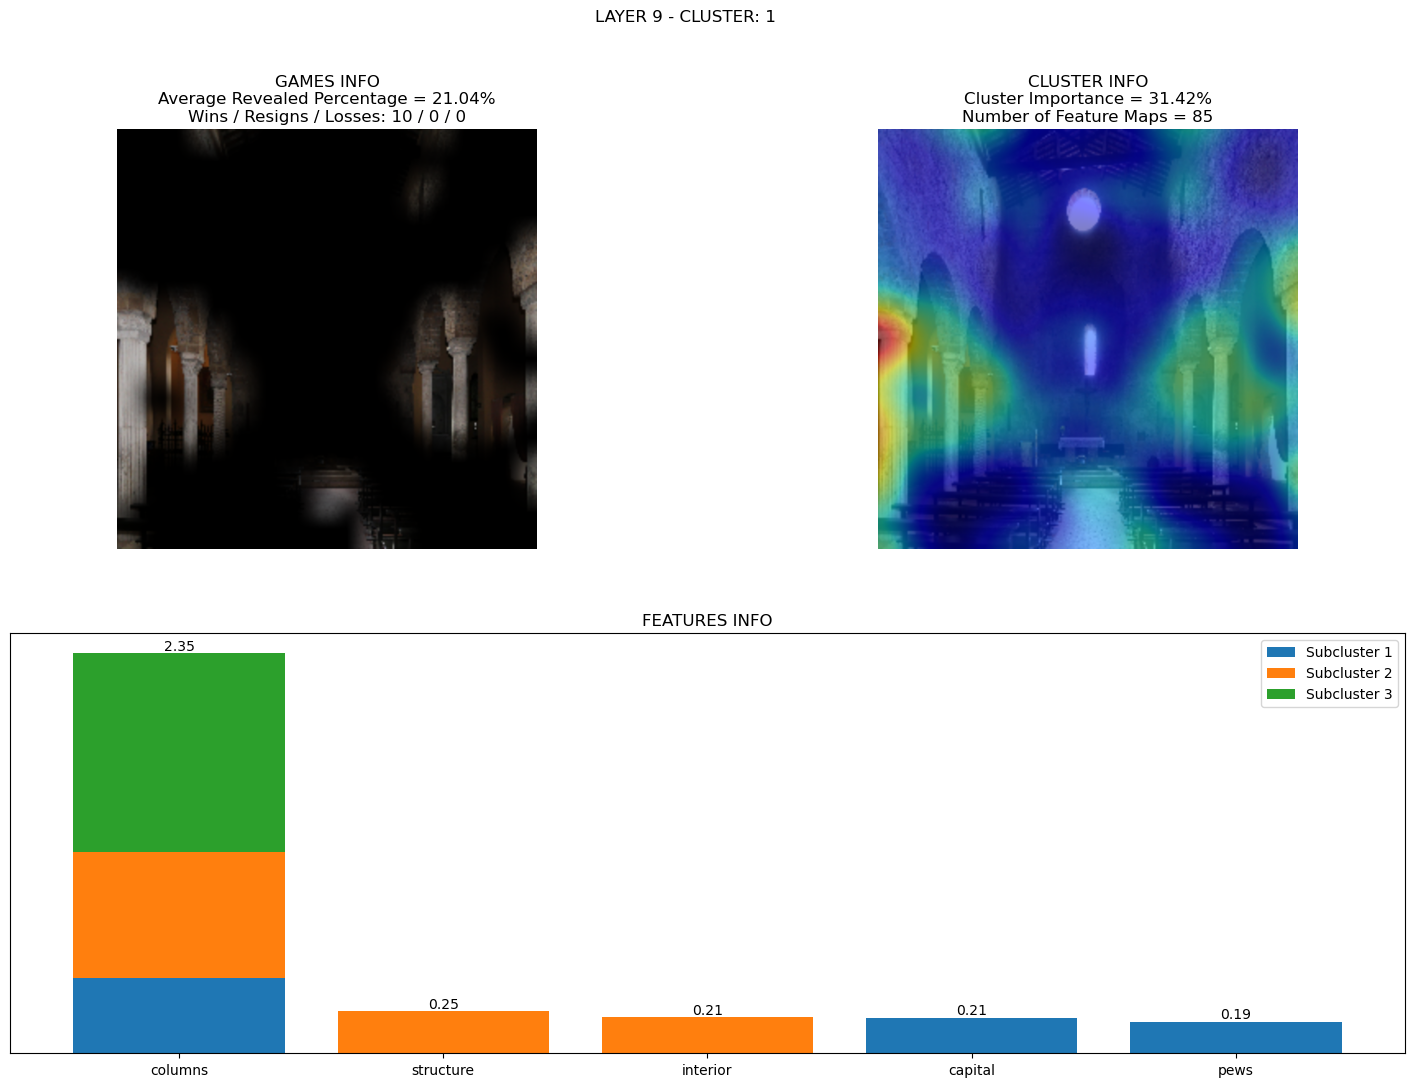 LAYER 9 - CLUSTER: 1
GAMES INFO
Average Revealed Percentage = 21.04%
Wins / Resigns / Losses: 10 / 0 / 0
CLUSTER INFO
Cluster Importance = 31.42%
Number of Feature Maps = 85
FEATURES INFO
Subcluster 1
Subcluster 2
Subcluster 3
2.35
0.25
0.21
0.21
0.19
columns
structure
interior
capital
pews